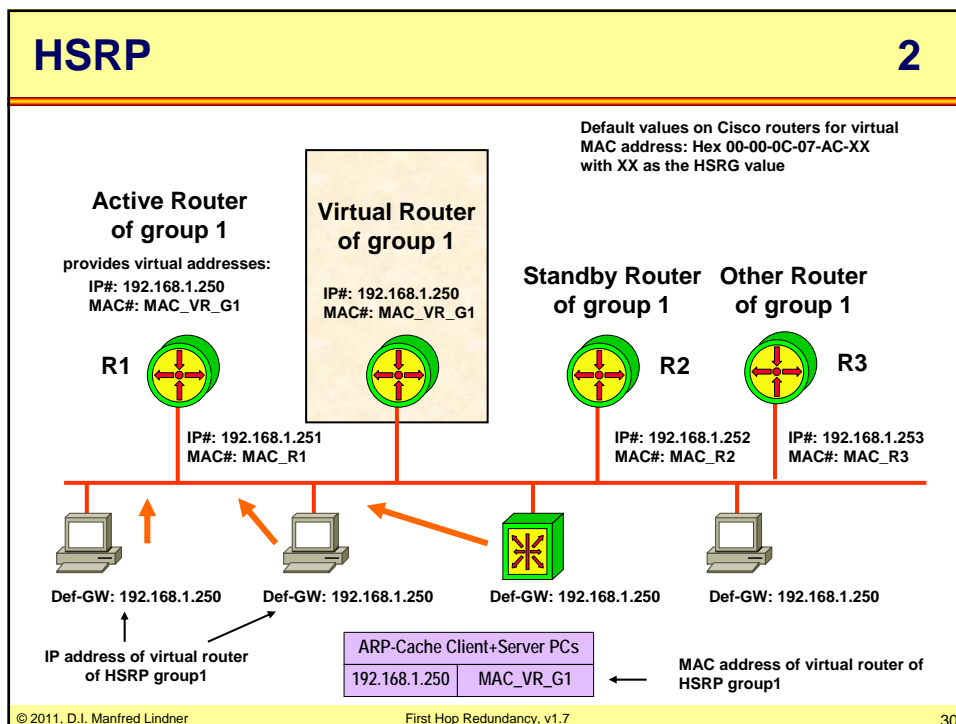 HSRP
2
Default values on Cisco routers for virtual
MAC address: Hex 00-00-0C-07-AC-XX
with XX as the HSRG value
Active Router
of group 1
provides virtual addresses:
IP#: 192.168.1.250
MAC#: MAC_VR_G1
Virtual Router
of group 1
IP#: 192.168.1.250
MAC#: MAC_VR_G1
Standby Router
of group 1
Other Router
of group 1
R1
R2
R3
IP#: 192.168.1.251
MAC#: MAC_R1
IP#: 192.168.1.252
MAC#: MAC_R2
IP#: 192.168.1.253
MAC#: MAC_R3
Def-GW: 192.168.1.250
Def-GW: 192.168.1.250
Def-GW: 192.168.1.250
Def-GW: 192.168.1.250
IP address of virtual router
of HSRP group1
ARP-Cache Client+Server PCs
192.168.1.250
MAC_VR_G1
MAC address of virtual router of
HSRP group1
© 2011, D.I. Manfred Lindner
First Hop Redundancy, v1.7
30